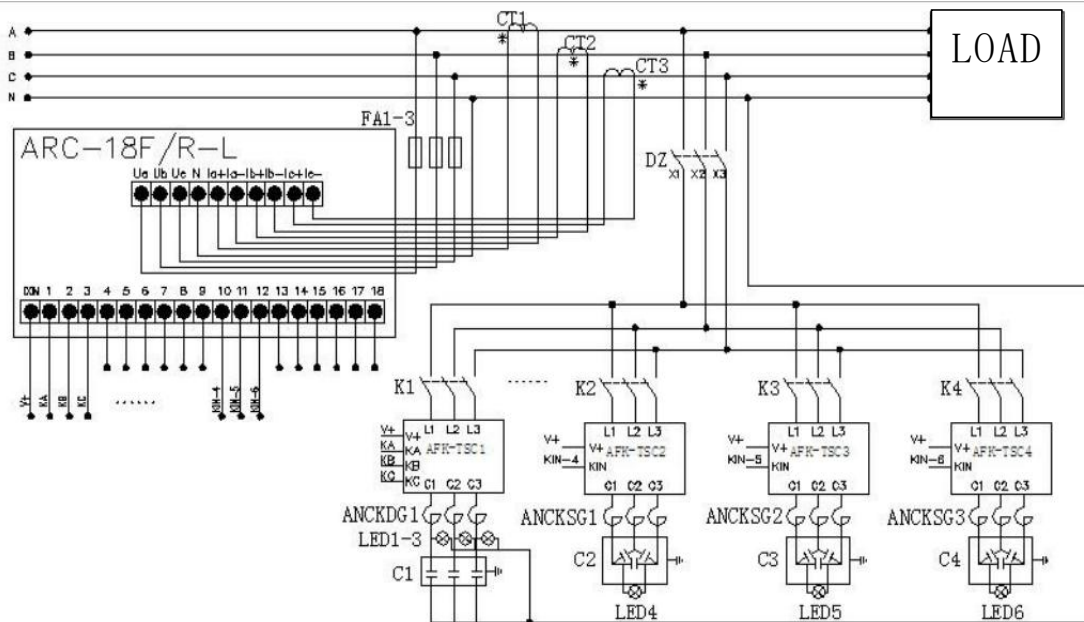 CT1
A
CT2
B
LOAD
C
CT3
N
FA1-3
ARC-18F/R-L
DZ
X1 X2 X3
Ua Ub Uc N Ia+ Ia- Ib+ Ib- Ic+ Ic-
COM 1 2 3 4 5 6 7 8 9 10 11 12 13 14 15 16 17 18
V+ KA KB KC ...... KIN-4 KIN-5 KIN-6
K1 ...... K2 K3 K4
L1 L2 L3
V+ V+
KA KA AFK-TSC1
KB KB
KC KC C1 C2 C3
L1 L2 L3
V+ V+ AFK-TSC2
KIN-4 KIN
C1 C2 C3
L1 L2 L3
V+ V+ AFK-TSC3
KIN-5 KIN
C1 C2 C3
L1 L2 L3
V+ V+ AFK-TSC4
KIN-6 KIN
C1 C2 C3
ANCKDG1 ANCKSG1 ANCKSG2 ANCKSG3
LED1-3
C1 C2 C3 C4
LED4 LED5 LED6